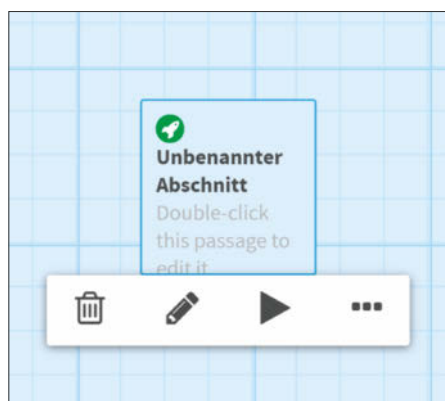 Unbenannter
Abschnitt
Double-click
this passage to
edit it